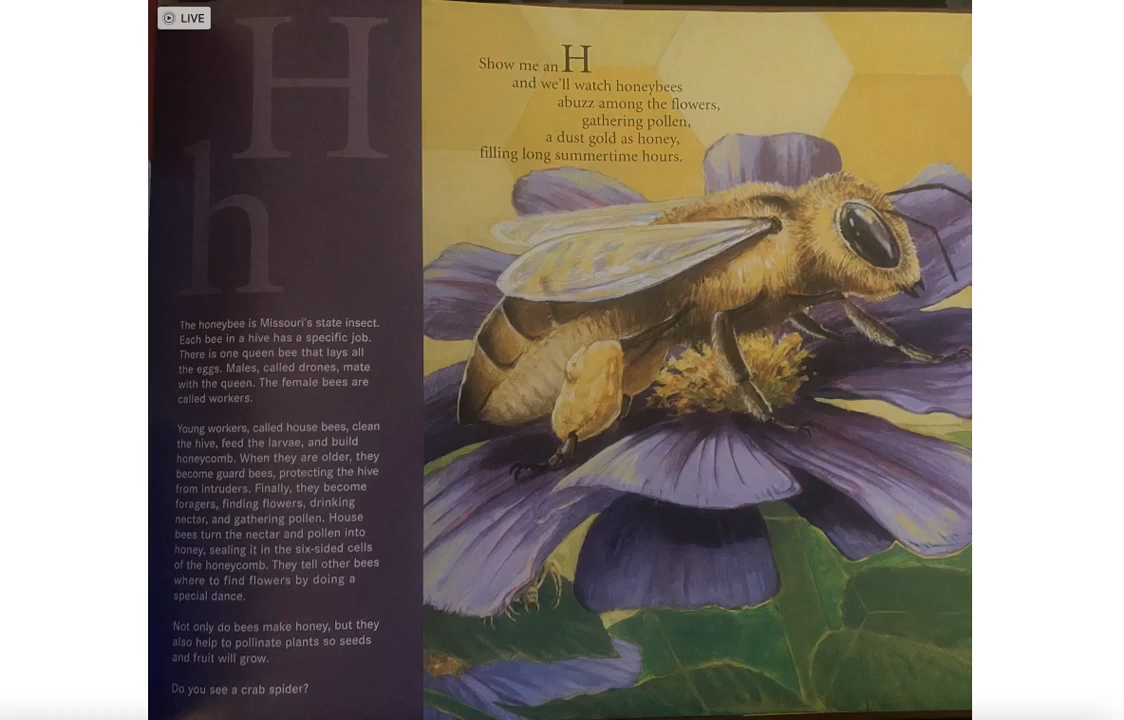 LIVE
H
h
The honeybee is Missouri's state insect.
Each bee in a hive has a specific job.
There is one queen bee that lays all
the eggs. Males, called drones, mate
with the queen. The female bees are
called workers.
Young workers, called house bees, clean
the hive, feed the larvae, and build
honeycomb. When they are older, they
become guard bees, protecting the hive
from intruders. Finally, they become
foragers, finding flowers, drinking
nectar, and gathering pollen. House
bees turn the nectar and pollen into
honey, sealing it in the six-sided cells
of the honeycomb. They tell other bees
where to find flowers by doing a
special dance.
Not only do bees make honey, but they
also help to pollinate plants so seeds
and fruit will grow.
Do you see a crab spider?
Show me an H
and we'll watch honeybees
abuzz among the flowers,
gathering pollen,
a dust gold as honey,
filling long summertime hours.